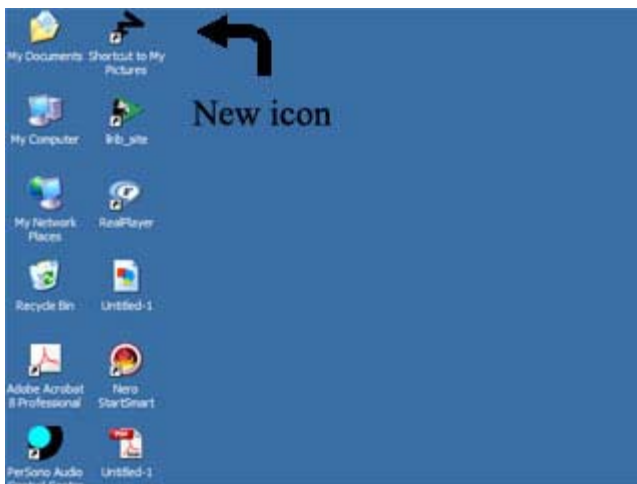 My Documents
Shortcut to My
Pictures
New icon
My Computer
lrib_site
My Network
Places
RealPlayer
Recycle Bin
Untitled-1
Adobe Acrobat
8 Professional
Nero
StartSmart
PerSono Audio
Untitled-1
PDF